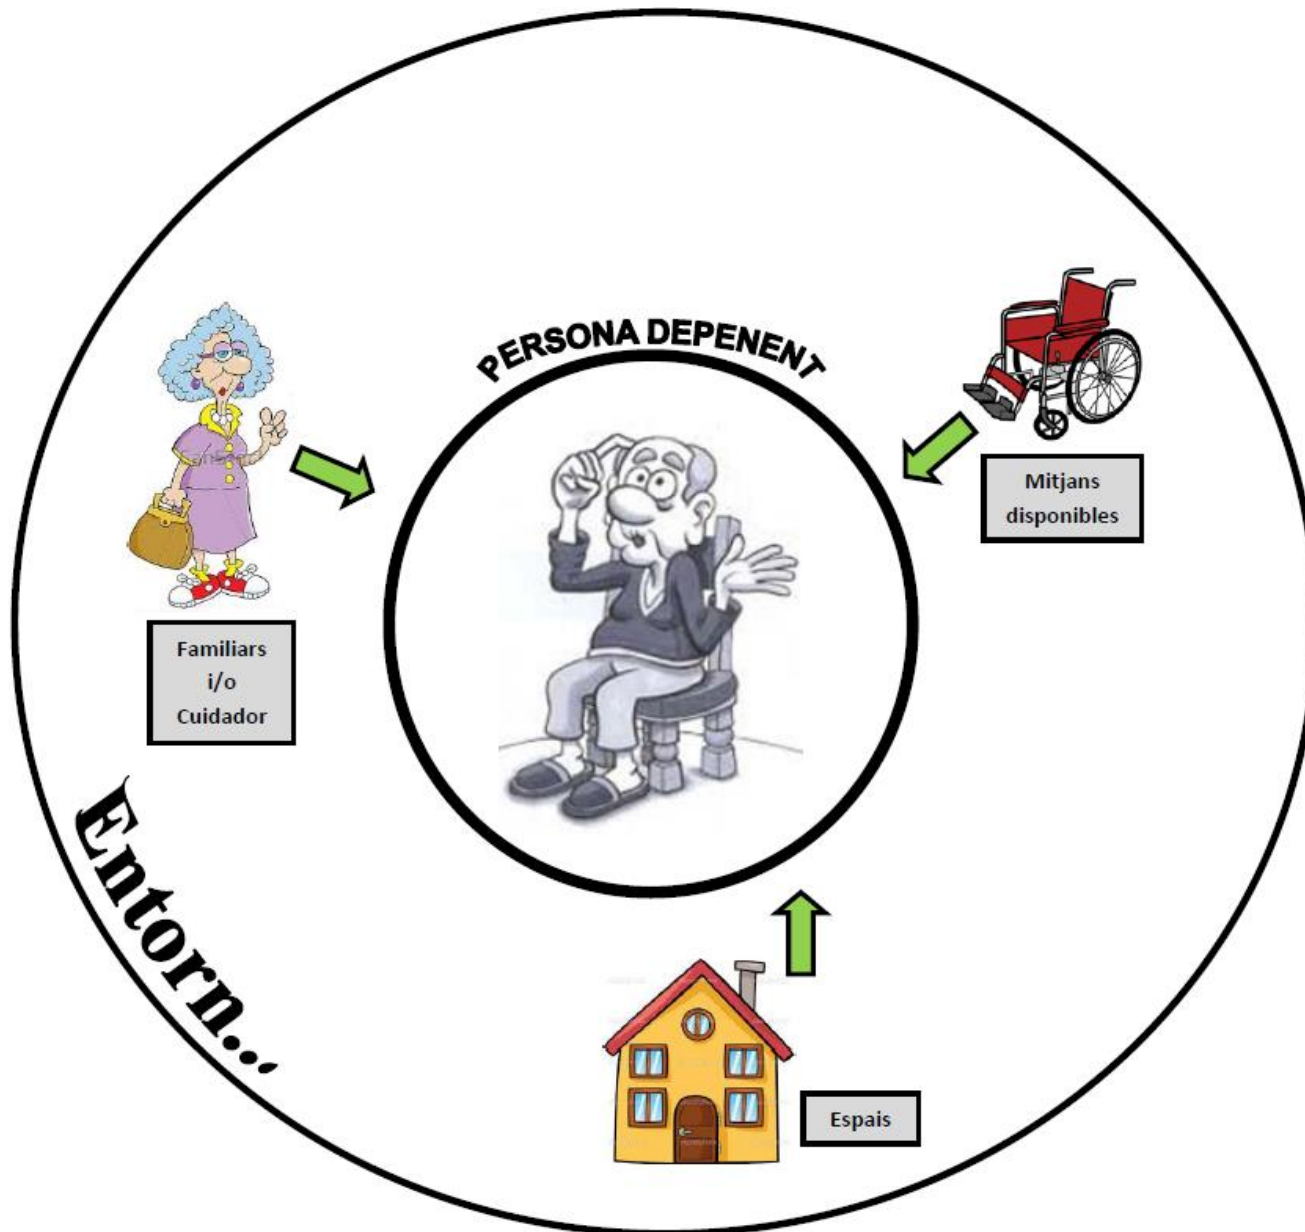 PERSONA DEPENENT
Mitjans
disponibles
Familiars
i/o
Cuidador
Entorn...
Espais